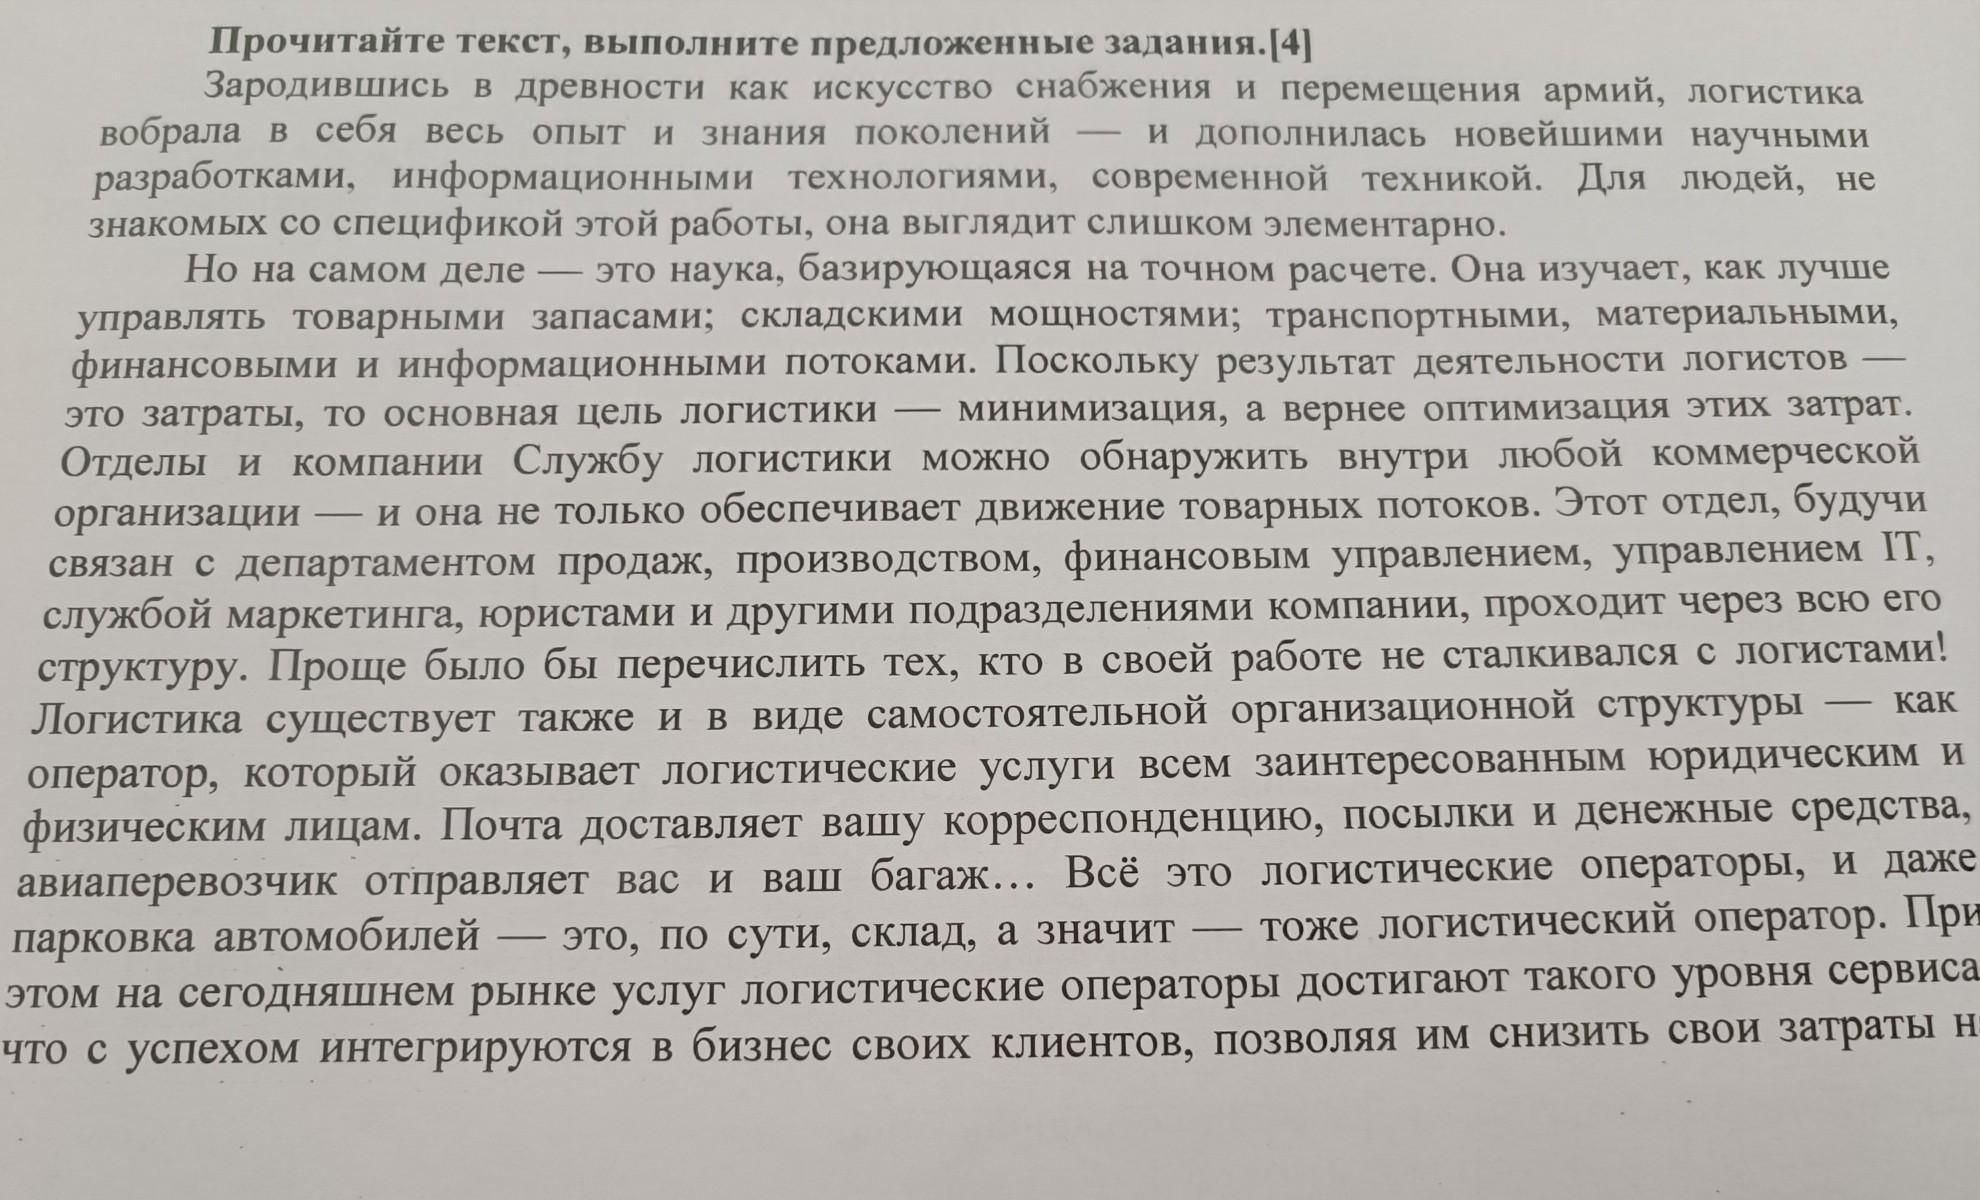 Прочитайте текст, выполните предложенные задания.[4]
Зародившись в древности как искусство снабжения и перемещения армий, логистика
вобрала в себя весь опыт и знания поколений — и дополнилась новейшими научными
разработками, информационными технологиями, современной техникой. Для людей, не
знакомых со спецификой этой работы, она выглядит слишком элементарно.
Но на самом деле — это наука, базирующаяся на точном расчете. Она изучает, как лучше
управлять товарными запасами; складскими мощностями; транспортными, материальными,
финансовыми и информационными потоками. Поскольку результат деятельности логистов —
это затраты, то основная цель логистики — минимизация, а вернее оптимизация этих затрат.
Отделы и компании Службу логистики можно обнаружить внутри любой коммерческой
организации — и она не только обеспечивает движение товарных потоков. Этот отдел, будучи
связан с департаментом продаж, производством, финансовым управлением, управлением IT,
службой маркетинга, юристами и другими подразделениями компании, проходит через всю его
структуру. Проще было бы перечислить тех, кто в своей работе не сталкивался с логистами!
Логистика существует также и в виде самостоятельной организационной структуры — как
оператор, который оказывает логистические услуги всем заинтересованным юридическим и
физическим лицам. Почта доставляет вашу корреспонденцию, посылки и денежные средства,
авиаперевозчик отправляет вас и ваш багаж… Всё это логистические операторы, и даже
парковка автомобилей — это, по сути, склад, а значит — тоже логистический оператор. При
этом на сегодняшнем рынке услуг логистические операторы достигают такого уровня сервиса
что с успехом интегрируются в бизнес своих клиентов, позволяя им снизить свои затраты